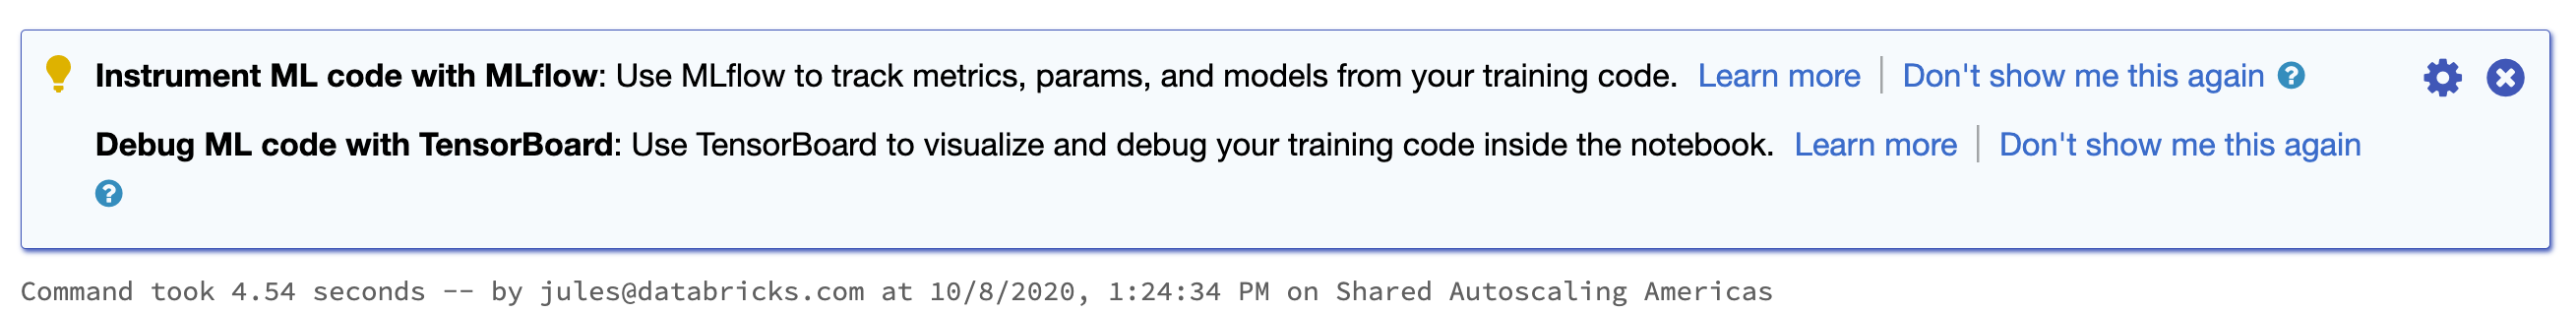 Instrument ML code with MLflow: Use MLflow to track metrics, params, and models from your training code. Learn more | Don't show me this again ?
Debug ML code with TensorBoard: Use TensorBoard to visualize and debug your training code inside the notebook. Learn more | Don't show me this again
?
Command took 4.54 seconds -- by jules@databricks.com at 10/8/2020, 1:24:34 PM on Shared Autoscaling Americas